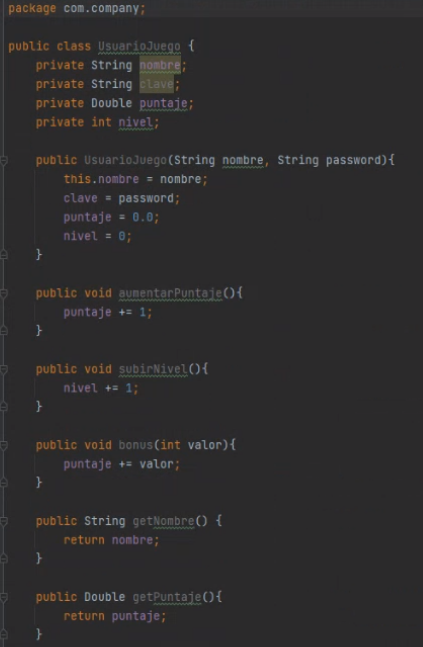 package com.company;
public class UsuarioJuego {
private String nombre;
private String clave;
private Double puntaje;
private int nivel;
public UsuarioJuego(String nombre, String password){
this.nombre = nombre;
clave = password;
puntaje = 0.0;
nivel = 0;
}
public void aumentarPuntaje(){
puntaje += 1;
}
public void subirNivel(){
nivel += 1;
}
public void bonus(int valor){
puntaje += valor;
}
public String getNombre() {
return nombre;
}
public Double getPuntaje(){
return puntaje;
}